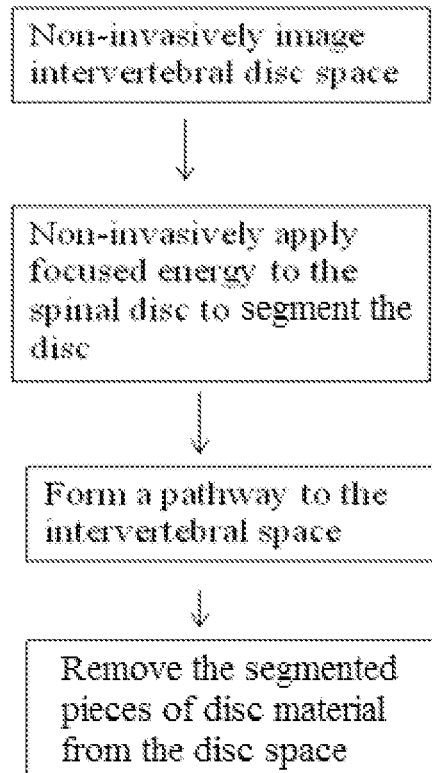 Non-invasively image
intervertebral disc space
Non-invasively apply
focused energy to the
spinal disc to segment the
disc
Form a pathway to the
intervertebral space
Remove the segmented
pieces of disc material
from the disc space